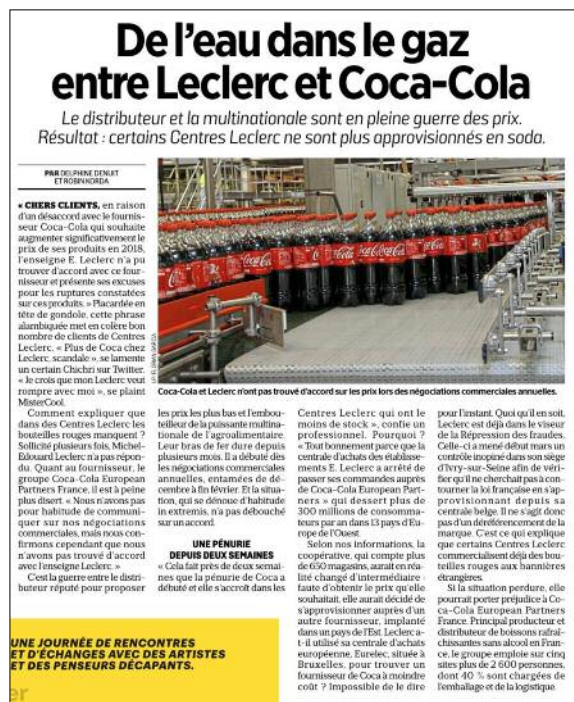 De l'eau dans le gaz
entre Leclerc et Coca-Cola
Le distributeur et la multinationale sont en pleine guerre des prix.
Résultat : certains Centres Leclerc ne sont plus approvisionnés en soda.
PAR DELPHINE DENUIT
ET ROBIN KORDA
« CHERS CLIENTS, en raison
d'un désaccord avec le fournis-
seur Coca-Cola qui souhaite
augmenter significativement le
prix de ses produits en 2018,
l'enseigne E. Leclerc n'a pu
trouver d'accord avec ce four-
nisseur et présente ses excuses
pour les ruptures constatées
sur ces produits. » Placardée en
tête de gondole, cette phrase
alambiquée met en colère bon
nombre de clients de Centres
Leclerc. « Plus de Coca chez
Leclerc, scandale », se lamente
un certain Chichri sur Twitter.
« Je crois que mon Leclerc veut
rompre avec moi », se plaint
MisterCool.
Comment expliquer que
dans des Centres Leclerc les
bouteilles rouges manquent ?
Sollicité plusieurs fois, Michel-
Edouard Leclerc n'a pas répon-
du. Quant au fournisseur, le
groupe Coca-Cola European
Partners France, il est à peine
plus disert. « Nous n'avons pas
pour habitude de communi-
quer sur nos négociations
commerciales, mais nous con-
firmons cependant que nous
n'avons pas trouvé d'accord
avec l'enseigne Leclerc. »
C'est la guerre entre le distri-
buteur réputé pour proposer
Coca-Cola et Leclerc n'ont pas trouvé d'accord sur les prix lors des négociations commerciales annuelles.
les prix les plus bas et l'embou-
teilleur de la puissante multina-
tionale de l'agroalimentaire.
Leur bras de fer dure depuis
plusieurs mois. Il a débuté dès
les négociations commerciales
annuelles, entamées de dé-
cembre à fin février. Et la situa-
tion, qui se dénoue d'habitude
in extremis, n'a pas débouché
sur un accord.
UNE PÉNURIE
DEPUIS DEUX SEMAINES
« Cela fait près de deux semai-
nes que la pénurie de Coca a
débuté et elle s'accroît dans les
Centres Leclerc qui ont le
moins de stock », confie un
professionnel. Pourquoi ?
« Tout bonnement parce que la
centrale d'achats des établisse-
ments E. Leclerc a arrêté de
passer ses commandes auprès
de Coca-Cola European Part-
ners » qui dessert plus de
300 millions de consomma-
teurs par an dans 13 pays d'Eu-
rope de l'Ouest.
Selon nos informations, la
coopérative, qui compte plus
de 650 magasins, aurait en réa-
lité changé d'intermédiaire :
faute d'obtenir le prix qu'elle
souhaitait, elle aurait décidé de
s'approvisionner auprès d'un
autre fournisseur, implanté
dans un pays de l'Est. Leclerc a-
t-il utilisé sa centrale d'achats
européenne, Eurelec, située à
Bruxelles, pour trouver un
fournisseur de Coca à moindre
coût ? Impossible de le dire
pour l'instant. Quoi qu'il en soit,
Leclerc est déjà dans le viseur
de la Répression des fraudes.
Celle-ci a mené début mars un
contrôle inopiné dans son siège
d'Ivry-sur-Seine afin de véri-
fier qu'il ne cherchait pas à con-
tourner la loi française en s'ap-
provisionnant depuis sa
centrale belge. Il ne s'agit donc
pas d'un déréférencement de la
marque. C'est ce qui explique
que certains Centres Leclerc
commercialisent déjà des bou-
teilles rouges aux bannières
étrangères.
Si la situation perdure, elle
pourrait porter préjudice à Co-
ca-Cola European Partners
France. Principal producteur et
distributeur de boissons rafraî-
chissantes sans alcool en Fran-
ce, le groupe emploie sur cinq
sites plus de 2 600 personnes,
dont 40 % sont chargées de
l'emballage et de la logistique.
UNE JOURNÉE DE RENCONTRES
ET D'ÉCHANGES AVEC DES ARTISTES
ET DES PENSEURS DÉCAPANTS.
er